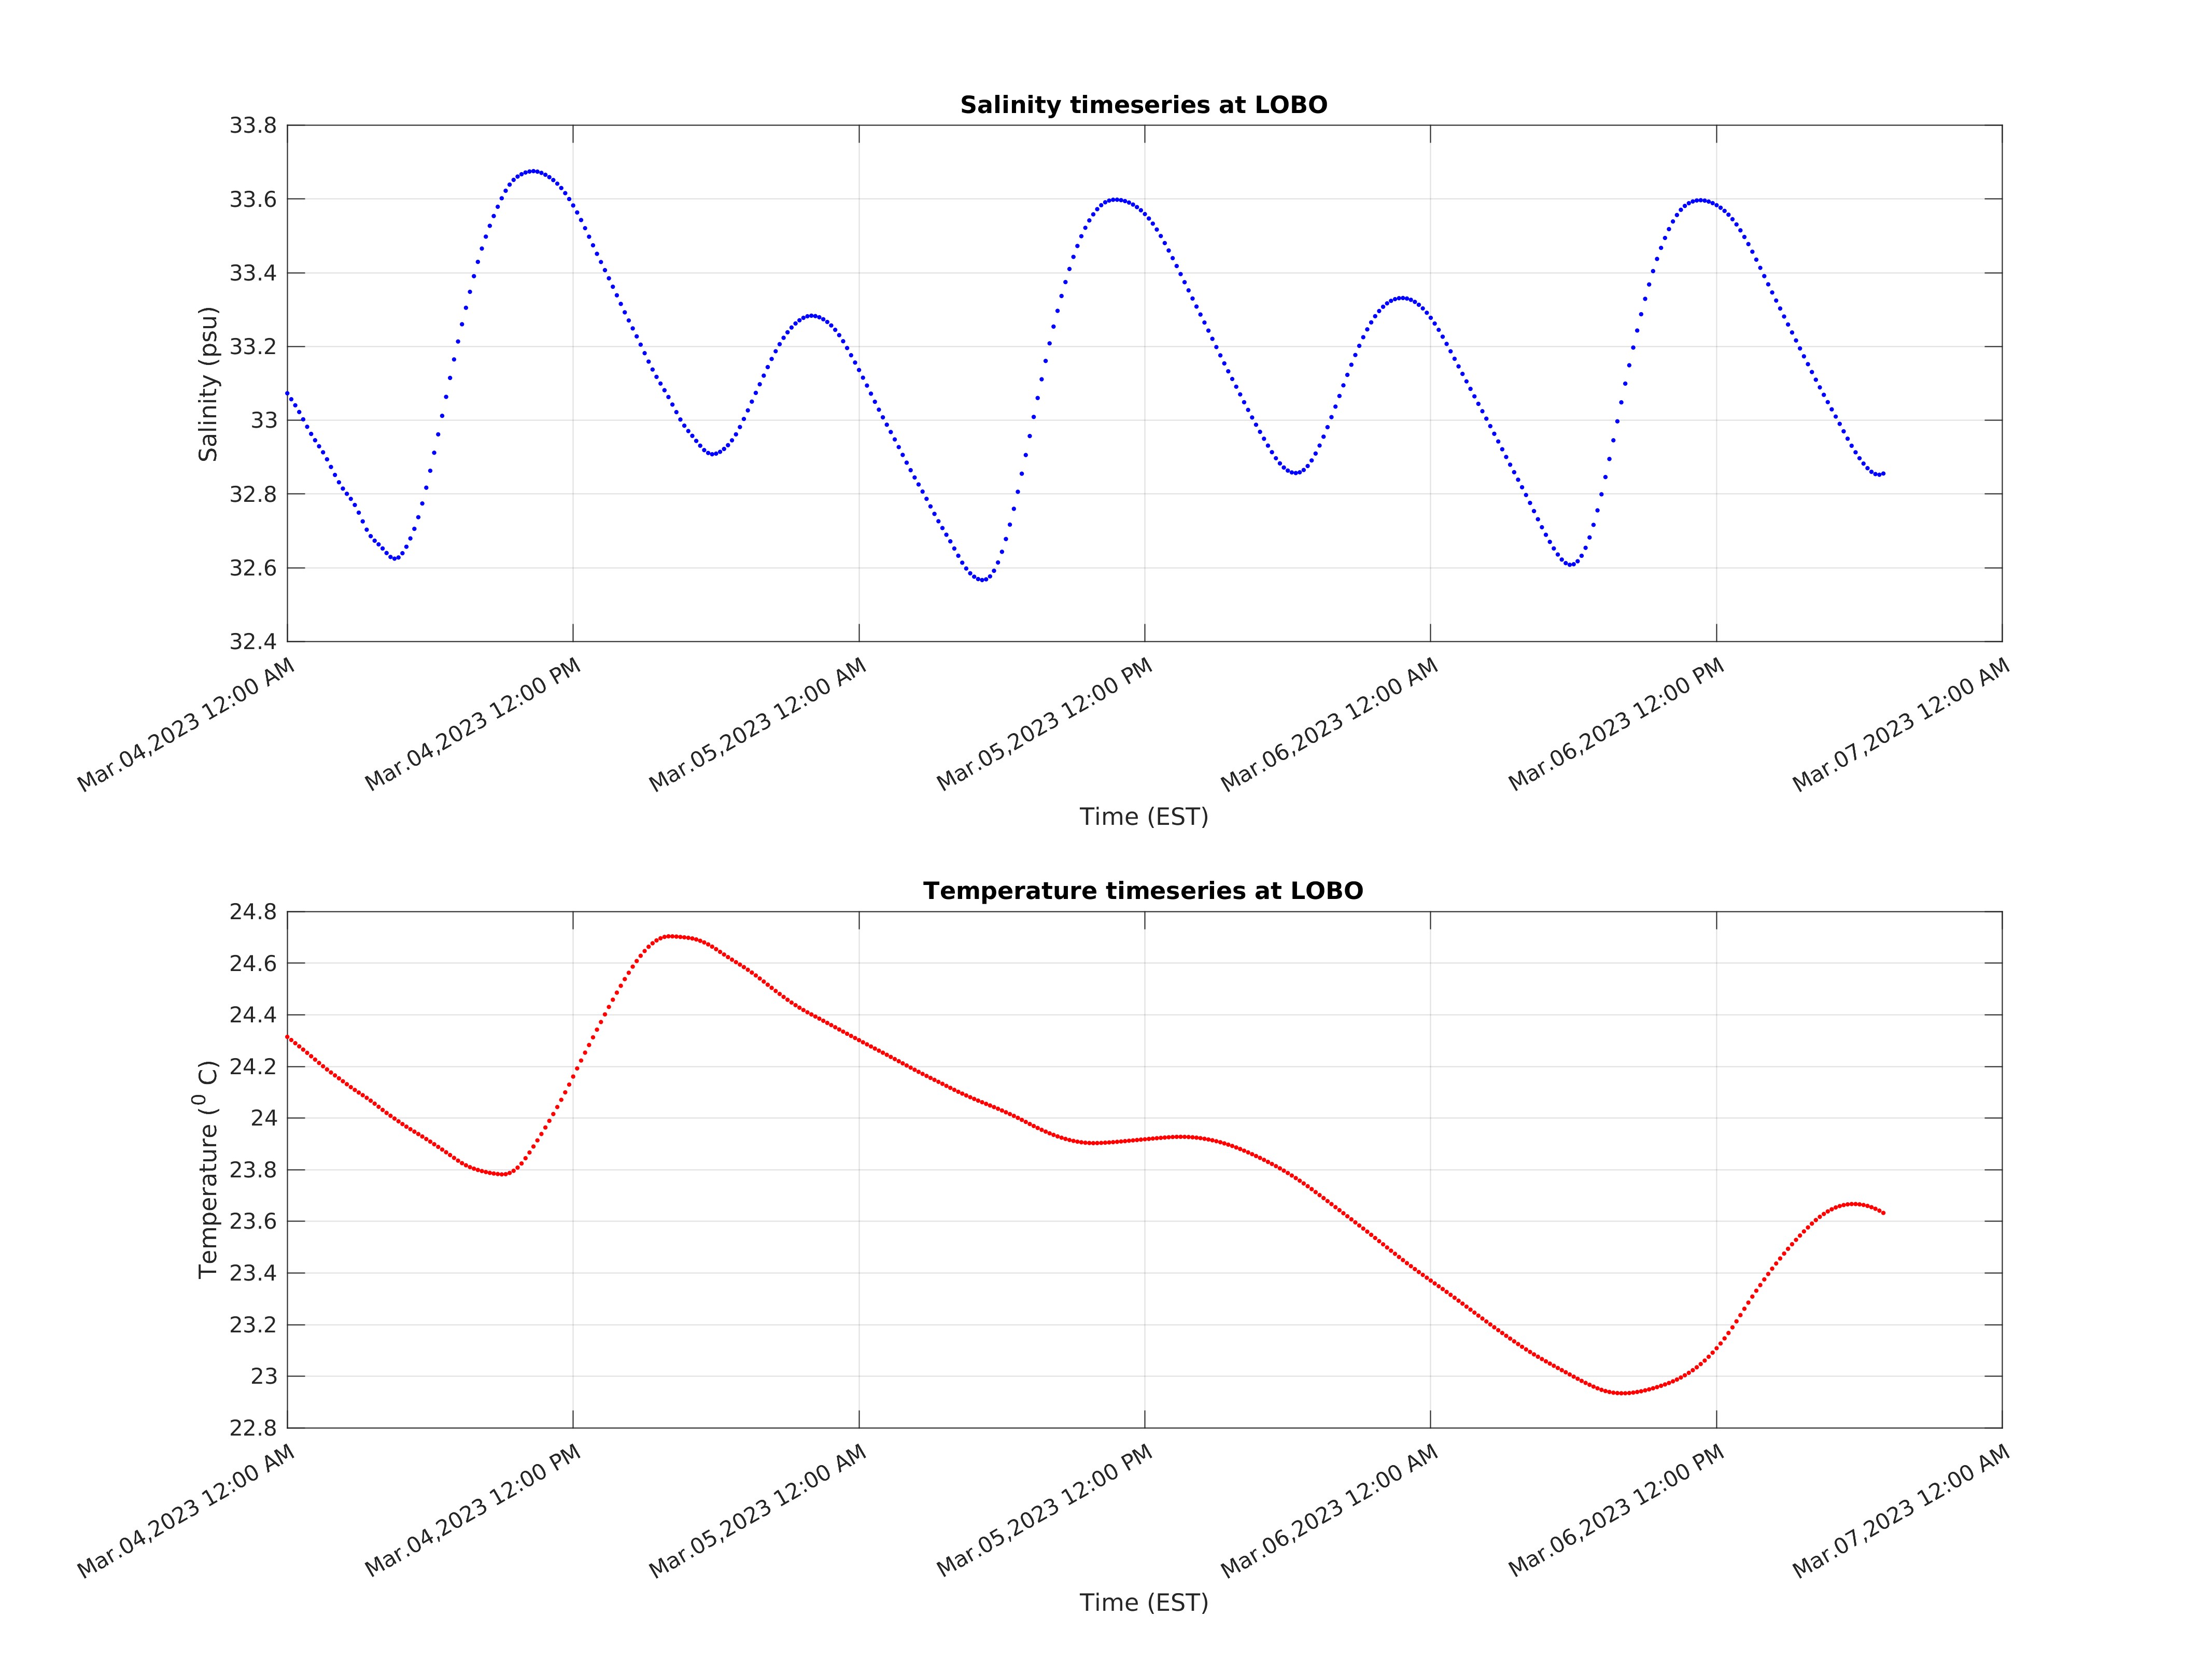 Salinity timeseries at LOBO
33.8
33.6
33.4
33.2
33
32.8
32.6
32.4
Salinity (psu)
Mar.04,2023 12:00 AM
Mar.04,2023 12:00 PM
Mar.05,2023 12:00 AM
Mar.05,2023 12:00 PM
Mar.06,2023 12:00 AM
Mar.06,2023 12:00 PM
Mar.07,2023 12:00 AM
Time (EST)
Temperature timeseries at LOBO
24.8
24.6
24.4
24.2
24
23.8
23.6
23.4
23.2
23
22.8
Temperature (⁰ C)
Mar.04,2023 12:00 AM
Mar.04,2023 12:00 PM
Mar.05,2023 12:00 AM
Mar.05,2023 12:00 PM
Mar.06,2023 12:00 AM
Mar.06,2023 12:00 PM
Mar.07,2023 12:00 AM
Time (EST)